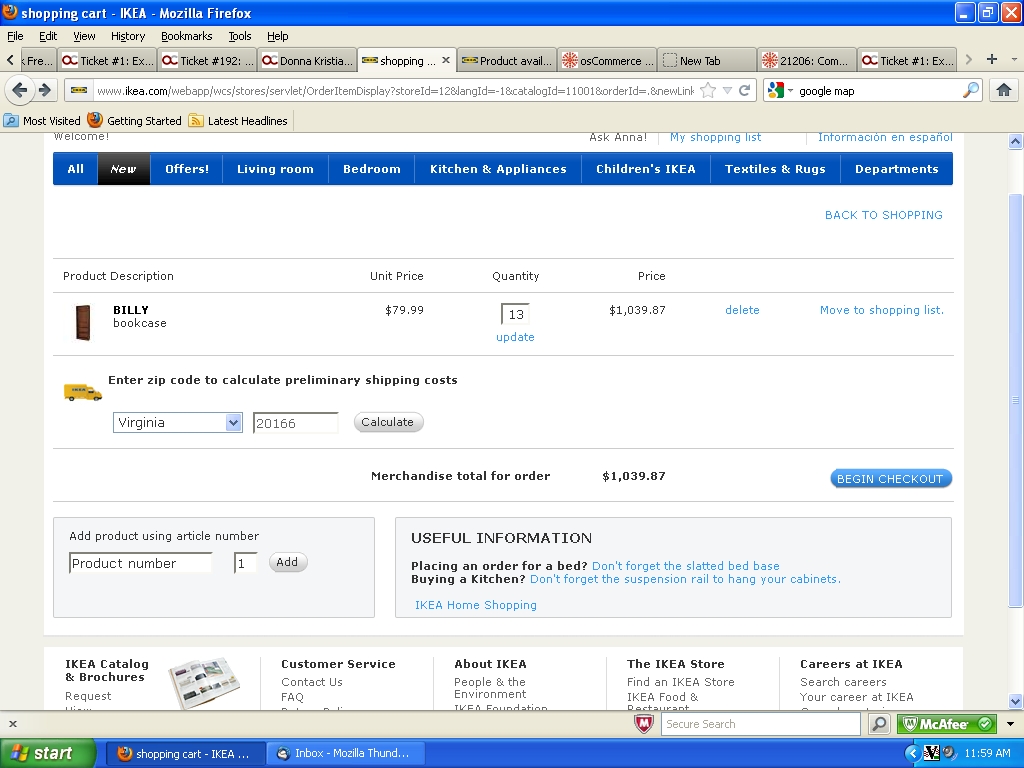 shopping cart - IKEA - Mozilla Firefox
File Edit View History Bookmarks Tools Help
k Fre... Ticket #1: Ex... Ticket #192: ... Donna Kristia... shopping ... Product avail... osCommerce ... New Tab 21206: Com... Ticket #1: Ex...
www.ikea.com/webapp/wcs/stores/servlet/OrderItemDisplay?storeId=12&langId=-1&catalogId=11001&orderId=.&newLink google map
Most Visited Getting Started Latest Headlines
Welcome! Ask Anna! My shopping list Información en español
All New Offers! Living room Bedroom Kitchen & Appliances Children's IKEA Textiles & Rugs Departments
BACK TO SHOPPING
Product Description Unit Price Quantity Price
BILLY $79.99 13 $1,039.87 delete Move to shopping list.
bookcase
update
Enter zip code to calculate preliminary shipping costs
Virginia 20166 Calculate
Merchandise total for order $1,039.87 BEGIN CHECKOUT
Add product using article number
Product number 1 Add
USEFUL INFORMATION
Placing an order for a bed? Don't forget the slatted bed base
Buying a Kitchen? Don't forget the suspension rail to hang your cabinets.
IKEA Home Shopping
IKEA Catalog
& Brochures
Request
View
Customer Service
Contact Us
FAQ
Return Policy
About IKEA
People & the
Environment
IKEA Foundation
The IKEA Store
Find an IKEA Store
IKEA Food &
Restaurant
Careers at IKEA
Search careers
Your career at IKEA
Secure Search McAfee
start shopping cart - IKEA ... Inbox - Mozilla Thund... 11:59 AM